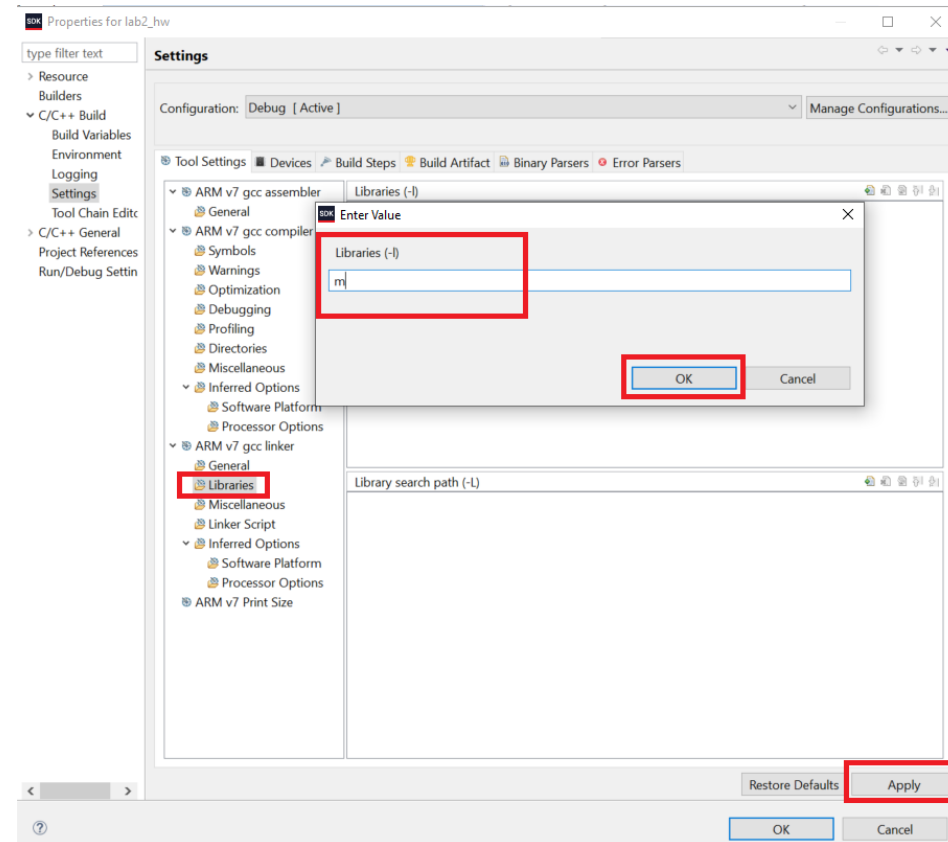 SDK Properties for lab2_hw
type filter text
Settings
> Resource
Builders
C/C++ Build
Build Variables
Environment
Logging
Settings
Tool Chain Editc
> C/C++ General
Project References
Run/Debug Settin
Configuration: Debug [ Active ]
Manage Configurations...
Tool Settings Devices Build Steps Build Artifact Binary Parsers Error Parsers
ARM v7 gcc assembler
General
ARM v7 gcc compiler
Symbols
Warnings
Optimization
Debugging
Profiling
Directories
Miscellaneous
Inferred Options
Software Platform
Processor Options
ARM v7 gcc linker
General
Libraries
Miscellaneous
Linker Script
Inferred Options
Software Platform
Processor Options
ARM v7 Print Size
Libraries (-l)
SDK Enter Value
Libraries (-l)
m
OK Cancel
Library search path (-L)
Restore Defaults Apply
OK Cancel